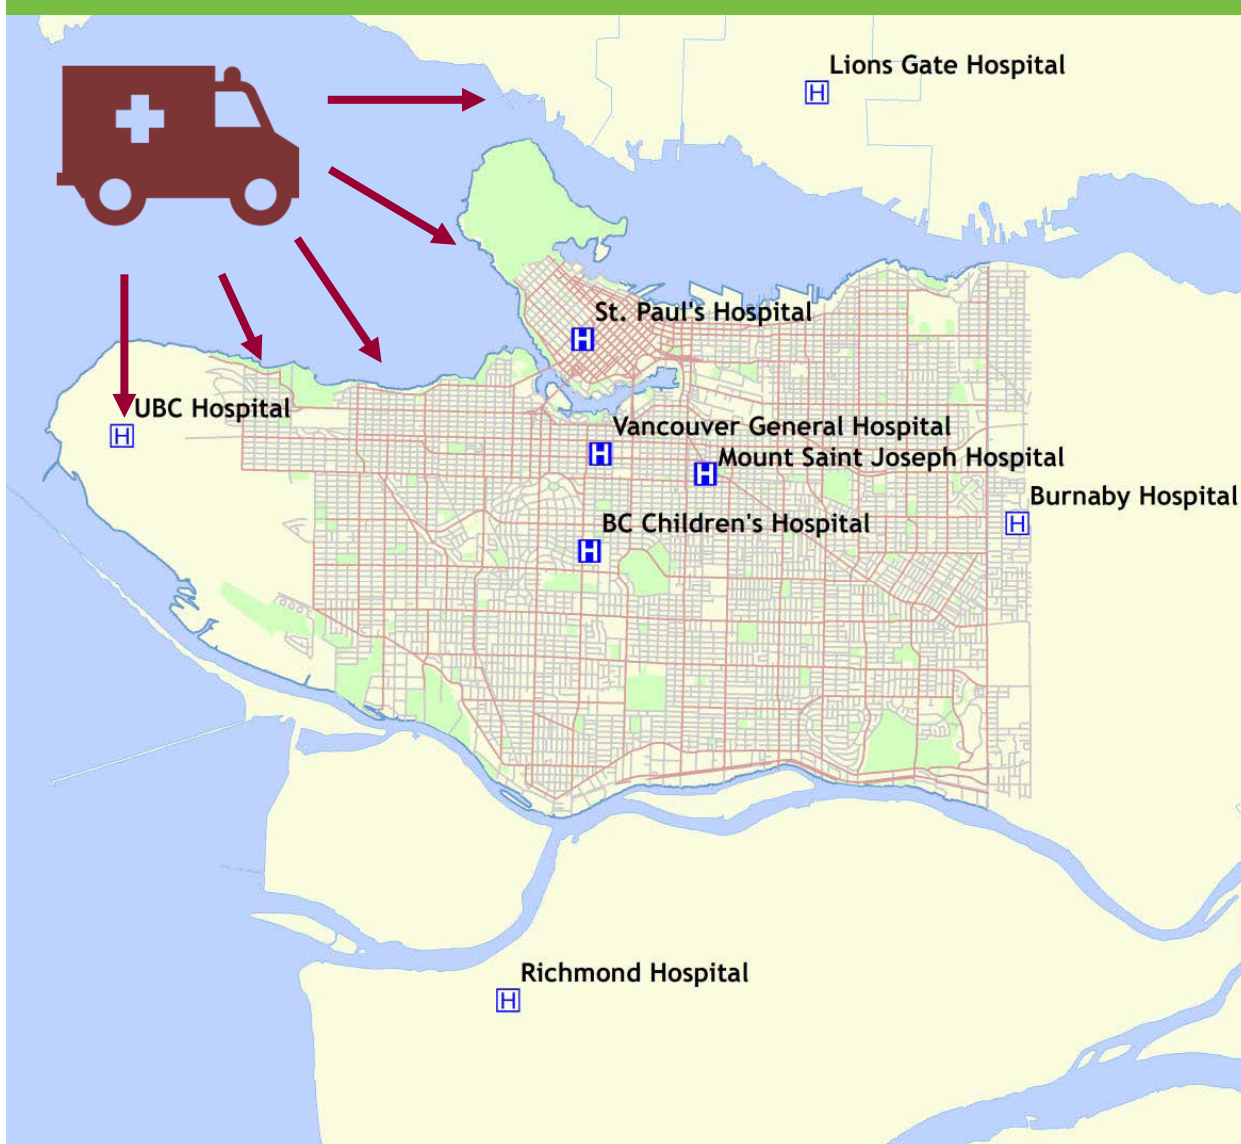 Lions Gate Hospital
H
St. Paul's Hospital
H
UBC Hospital
H
Vancouver General Hospital
H
Mount Saint Joseph Hospital
H
Burnaby Hospital
H
BC Children's Hospital
H
Richmond Hospital
H